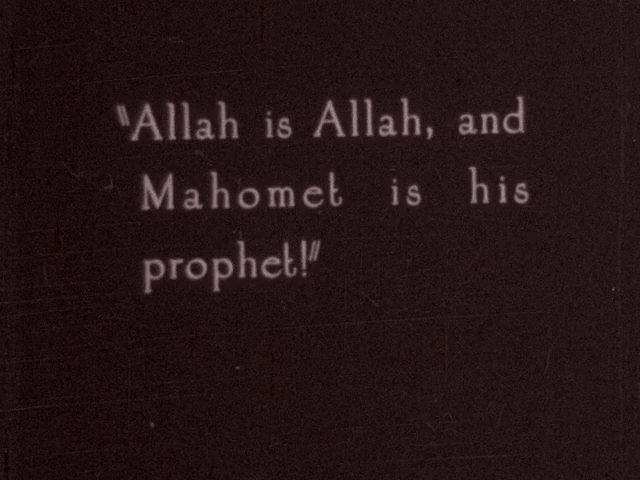 "Allah is Allah, and
Mahomet is his
prophet!"